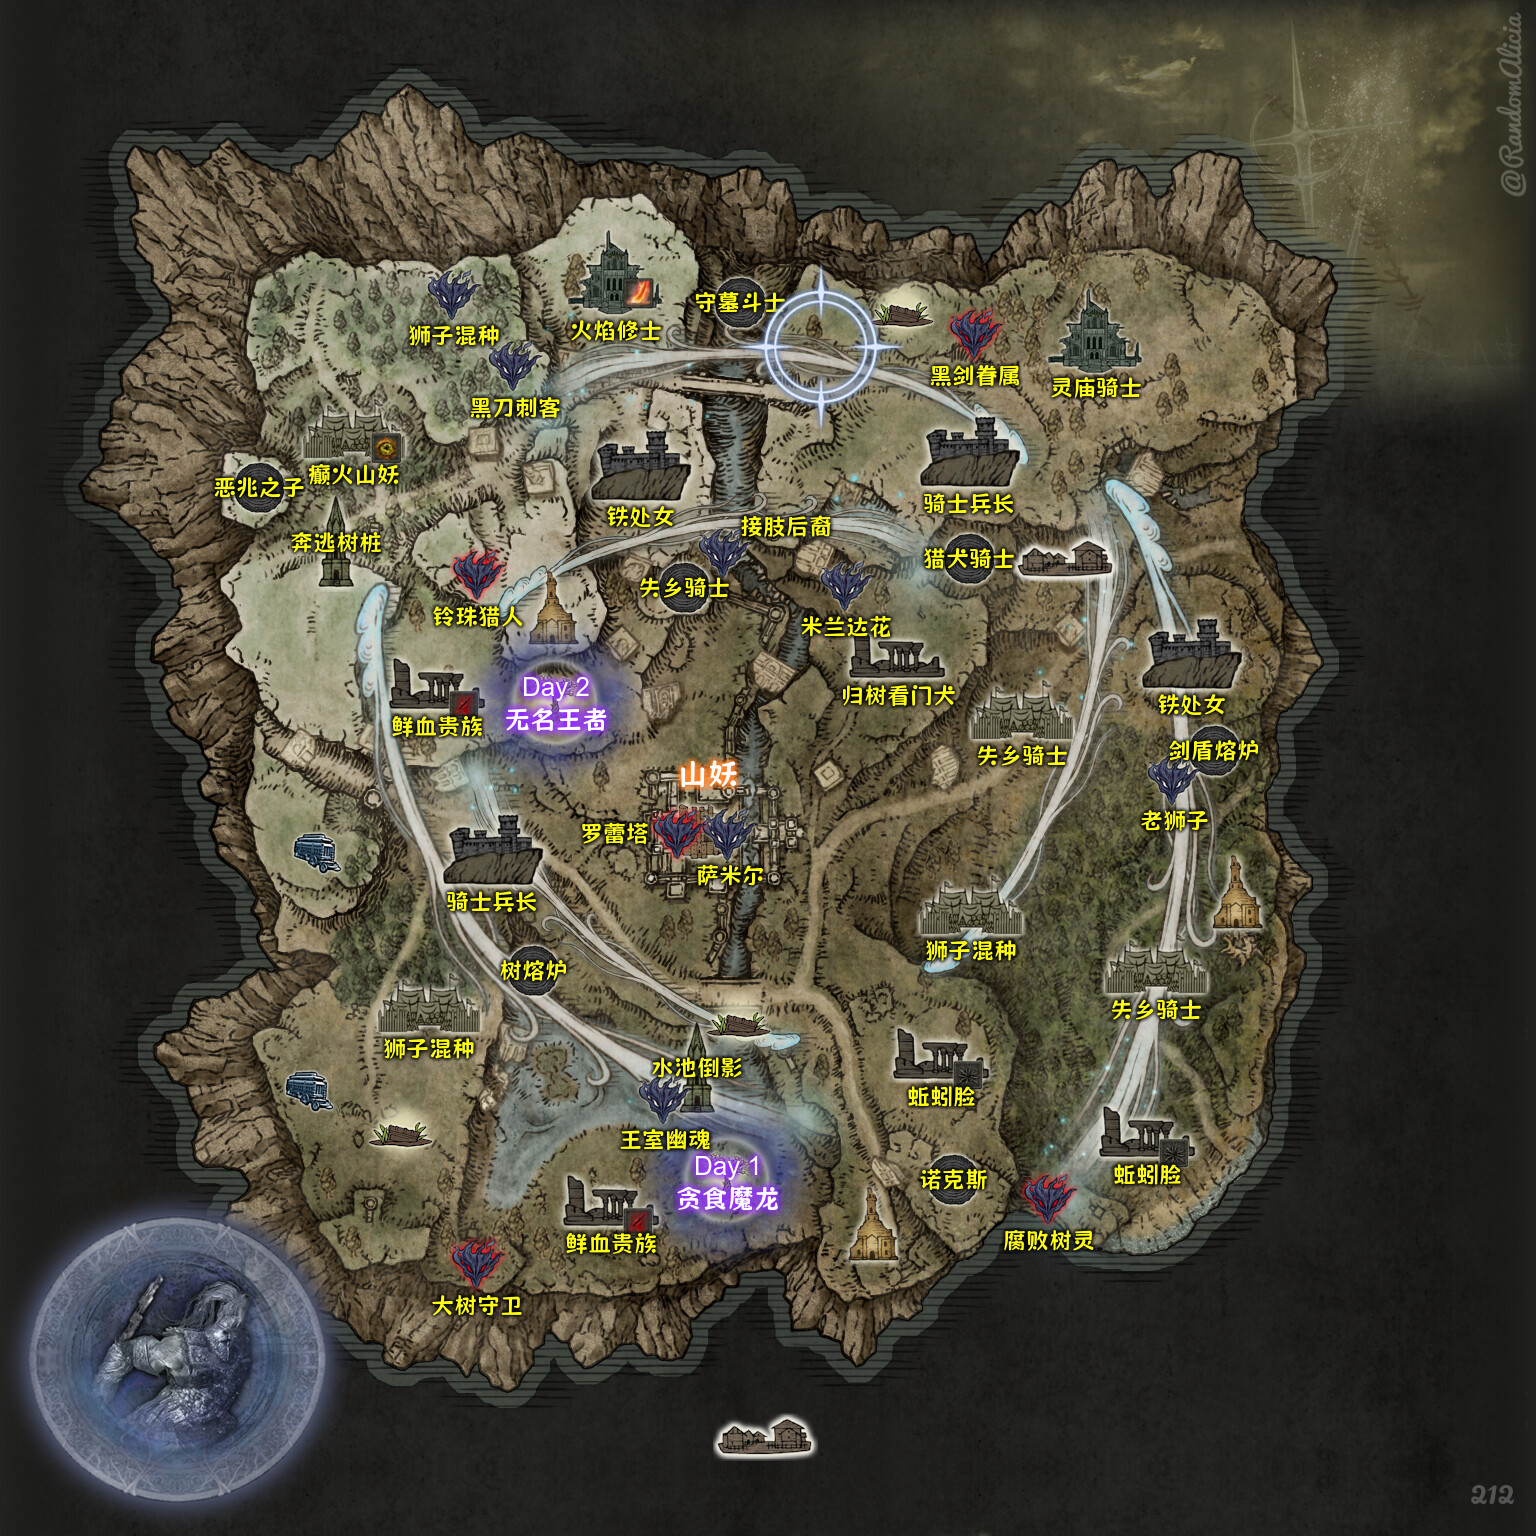 @RandomAlicia
守墓斗士
火焰修士
狮子混种
黑剑眷属
灵庙骑士
黑刀刺客
癫火山妖
恶兆之子
骑士兵长
铁处女
接肢后裔
奔逃树桩
猎犬骑士
失乡骑士
铃珠猎人
米兰达花
Day 2
无名王者
归树看门犬
铁处女
鲜血贵族
失乡骑士
剑盾熔炉
山妖
老狮子
罗蕾塔
萨米尔
骑士兵长
狮子混种
树熔炉
失乡骑士
狮子混种
水池倒影
蚯蚓脸
王室幽魂
Day 1
贪食魔龙
蚯蚓脸
诺克斯
鲜血贵族
腐败树灵
大树守卫
212